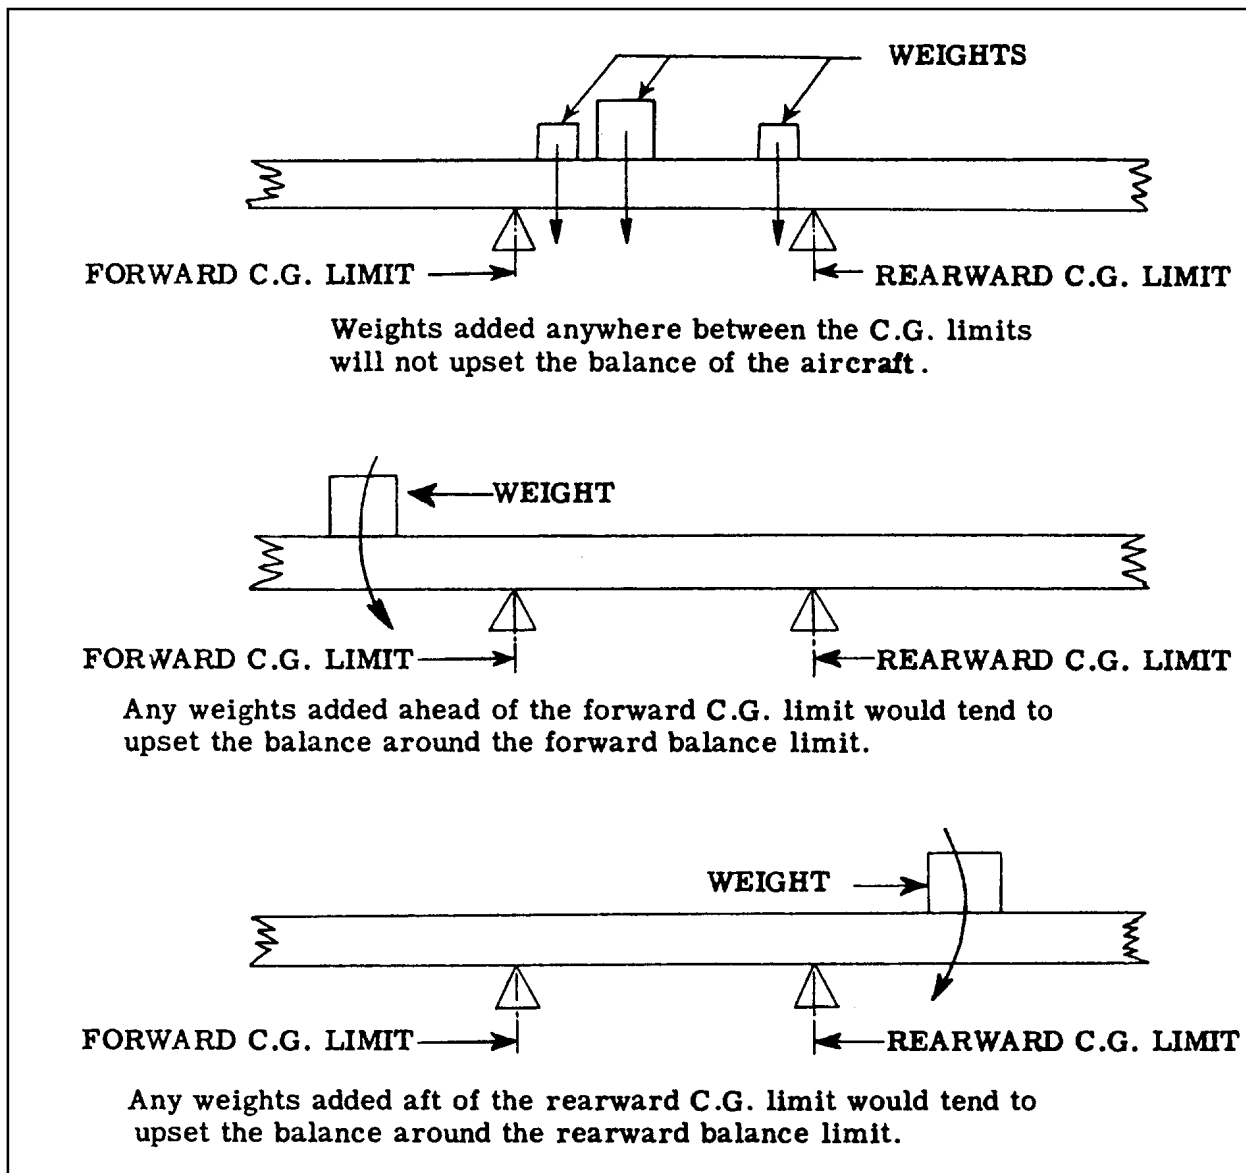 WEIGHTS
FORWARD C.G. LIMIT
REARWARD C.G. LIMIT
Weights added anywhere between the C.G. limits
will not upset the balance of the aircraft.
WEIGHT
FORWARD C.G. LIMIT
REARWARD C.G. LIMIT
Any weights added ahead of the forward C.G. limit would tend to
upset the balance around the forward balance limit.
WEIGHT
FORWARD C.G. LIMIT
REARWARD C.G. LIMIT
Any weights added aft of the rearward C.G. limit would tend to
upset the balance around the rearward balance limit.